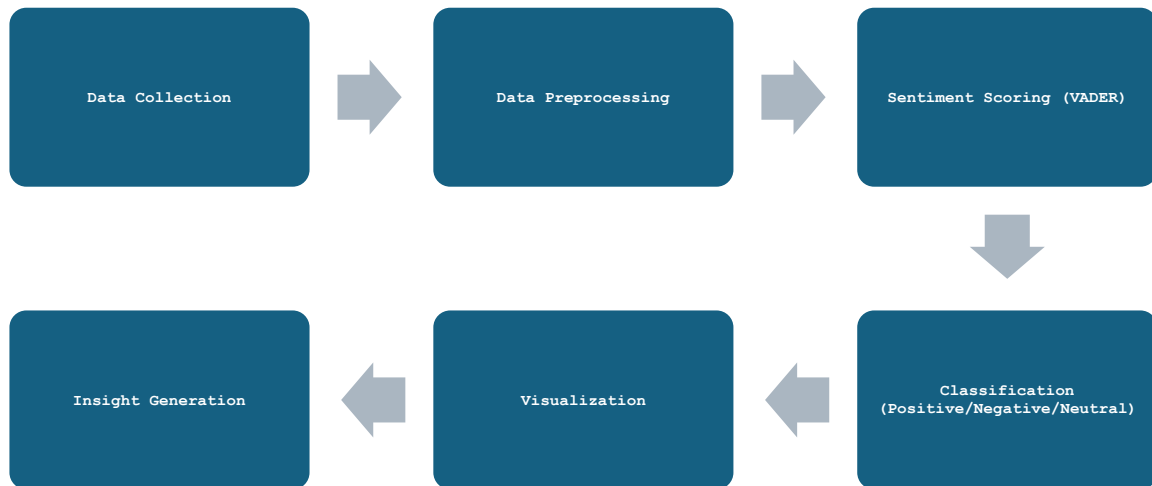 Data Collection
Data Preprocessing
Sentiment Scoring (VADER)
Classification
(Positive/Negative/Neutral)
Visualization
Insight Generation